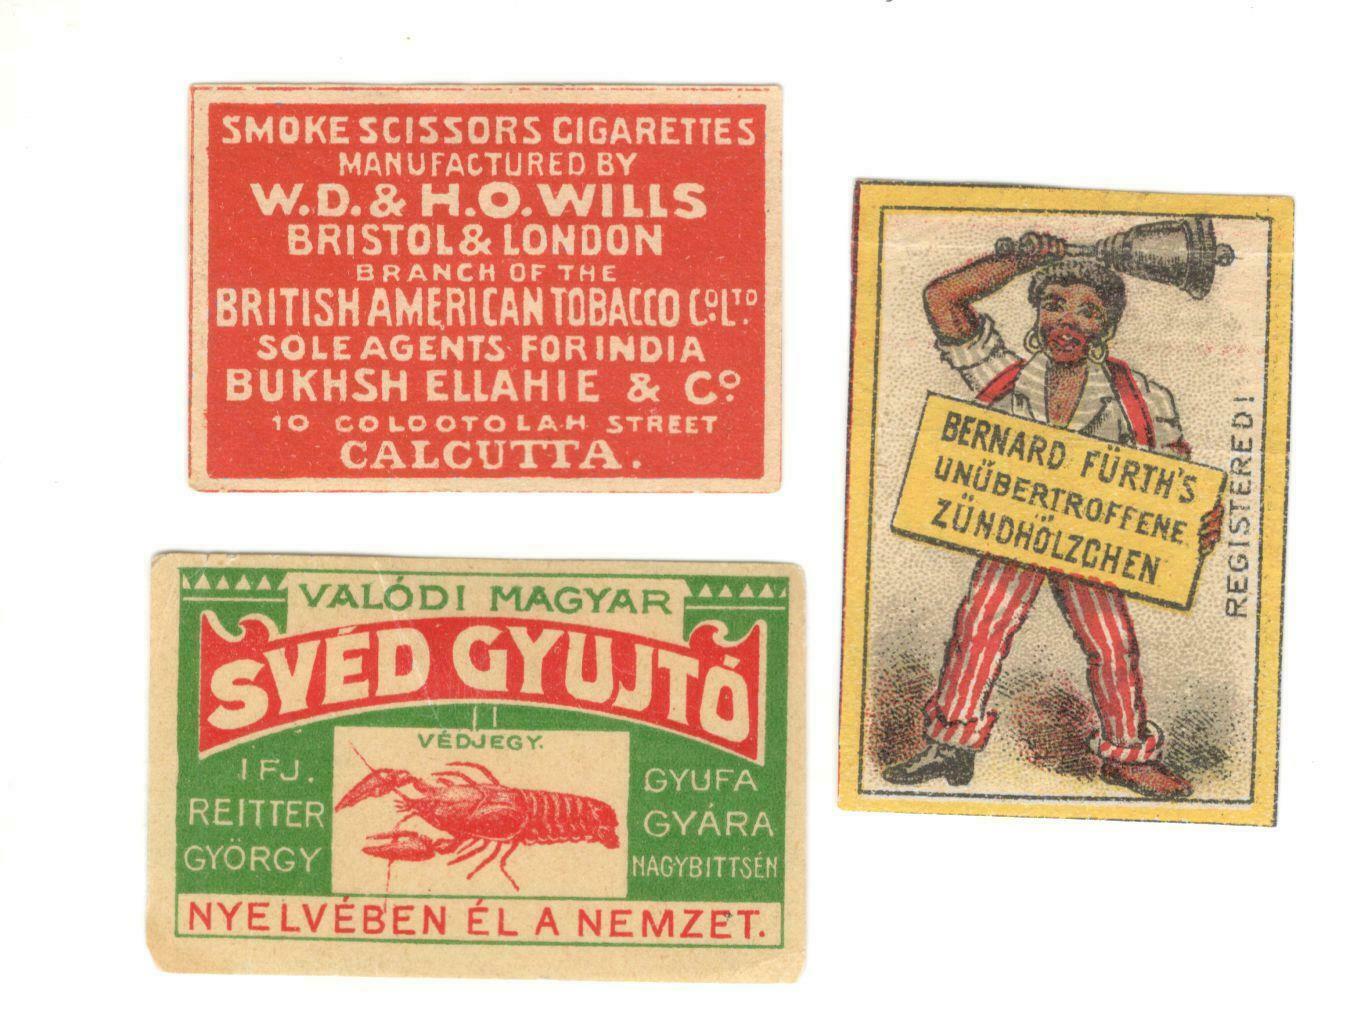 SMOKE SCISSORS CIGARETTES
MANUFACTURED BY
W.D. & H.O. WILLS
BRISTOL & LONDON
BRANCH OF THE
BRITISH AMERICAN TOBACCO Cº. LTD
SOLE AGENTS FOR INDIA
BUKHSH ELLAHIE & Cº
10 COLOOTOLAH STREET
CALCUTTA.
BERNARD FÜRTH'S
UNÜBERTROFFENE
ZÜNDHÖLZCHEN
REGISTERED!
VALÓDI MAGYAR
SVÉD GYUJTÓ
VÉDJEGY.
IFJ.
REITTER
GYÖRGY
GYUFA
GYÁRA
NAGYBITTSÉN
NYELVÉBEN ÉL A NEMZET.